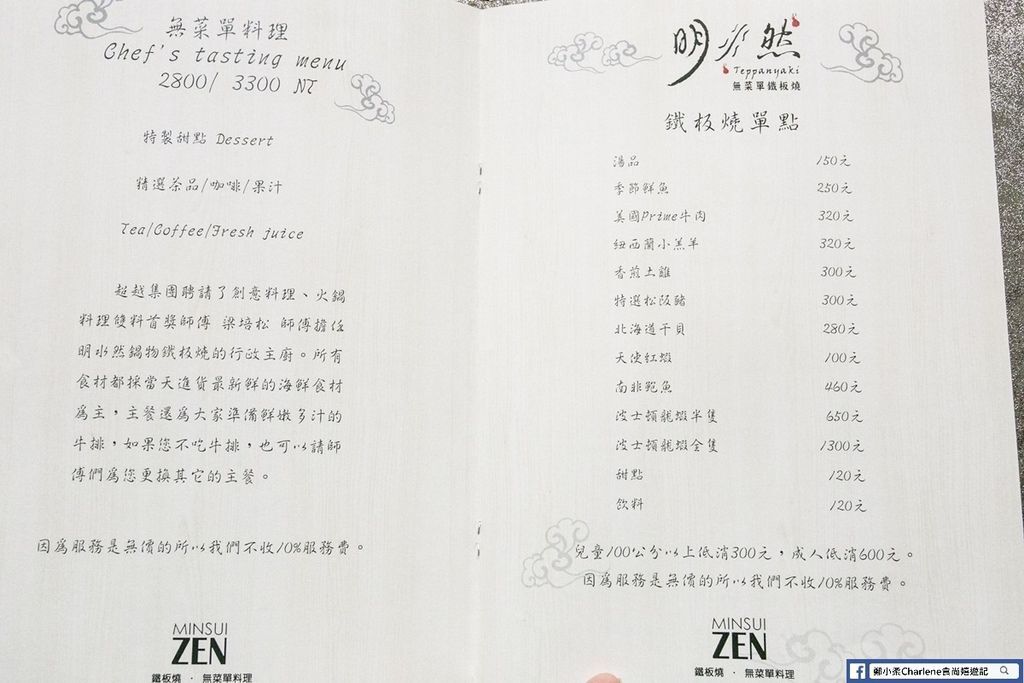 無菜單料理
Chef's tasting menu
2800/ 3300 NT
特製甜點 Dessert
精選茶品/咖啡/果汁
Tea/Coffee/Fresh juice
超越集團聘請了創意料理、火鍋
料理雙料首獎師傅 梁培松 師傅擔任
明水然鍋物鐵板燒的行政主廚。所有
食材都採當天進貨最新鮮的海鮮食材
為主，主餐還為大家準備鮮嫩多汁的
牛排，如果您不吃牛排，也可以請師
傅們為您更換其它的主餐。
因為服務是無價的所以我們不收10%服務費。
MINSUI
ZEN
鐵板燒 · 無菜單料理
明水然
Teppanyaki
無菜單鐵板燒
鐵板燒單點
湯品 150元
季節鮮魚 250元
美國Prime牛肉 320元
紐西蘭小羔羊 320元
香煎土雞 300元
特選松阪豬 300元
北海道干貝 280元
天使紅蝦 100元
南非鮑魚 460元
波士頓龍蝦半隻 650元
波士頓龍蝦全隻 1300元
甜點 120元
飲料 120元
兒童100公分以上低消300元，成人低消600元。
因為服務是無價的所以我們不收10%服務費。
MINSUI
ZEN
鐵板燒 · 無菜單料理
鄭小柔Charlene食尚嬉遊記